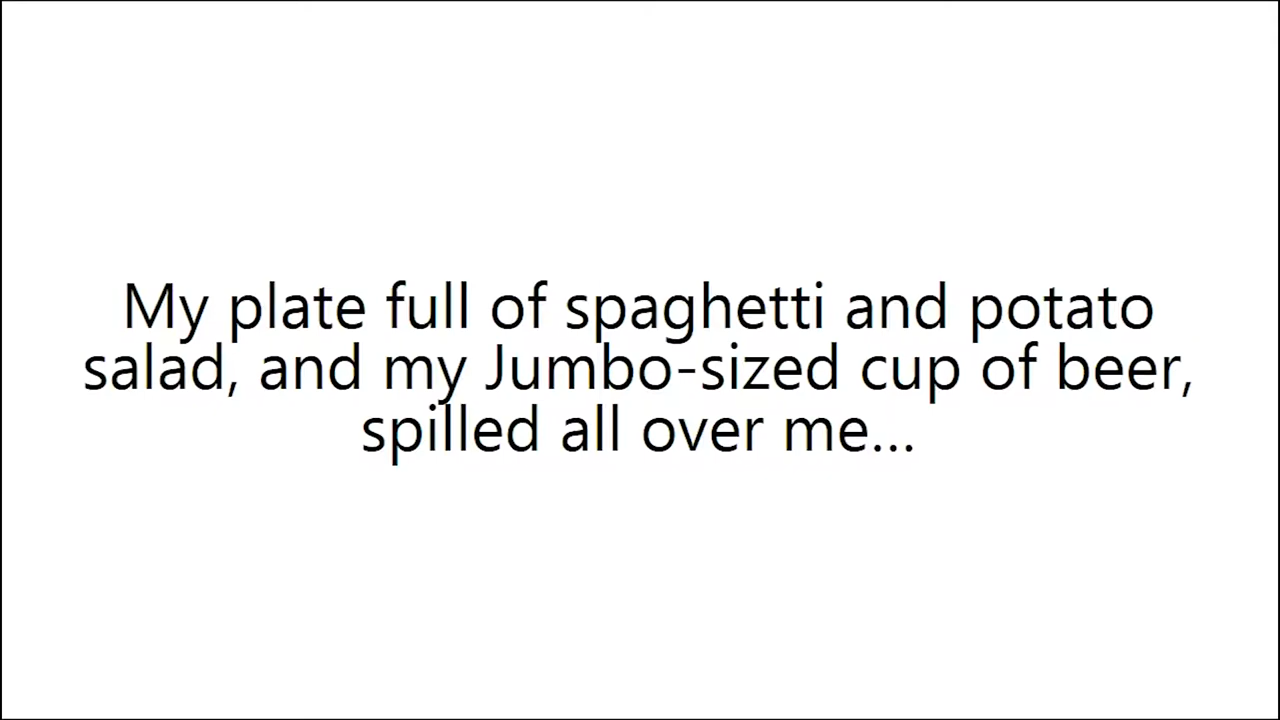 My plate full of spaghetti and potato
salad, and my Jumbo-sized cup of beer,
spilled all over me...